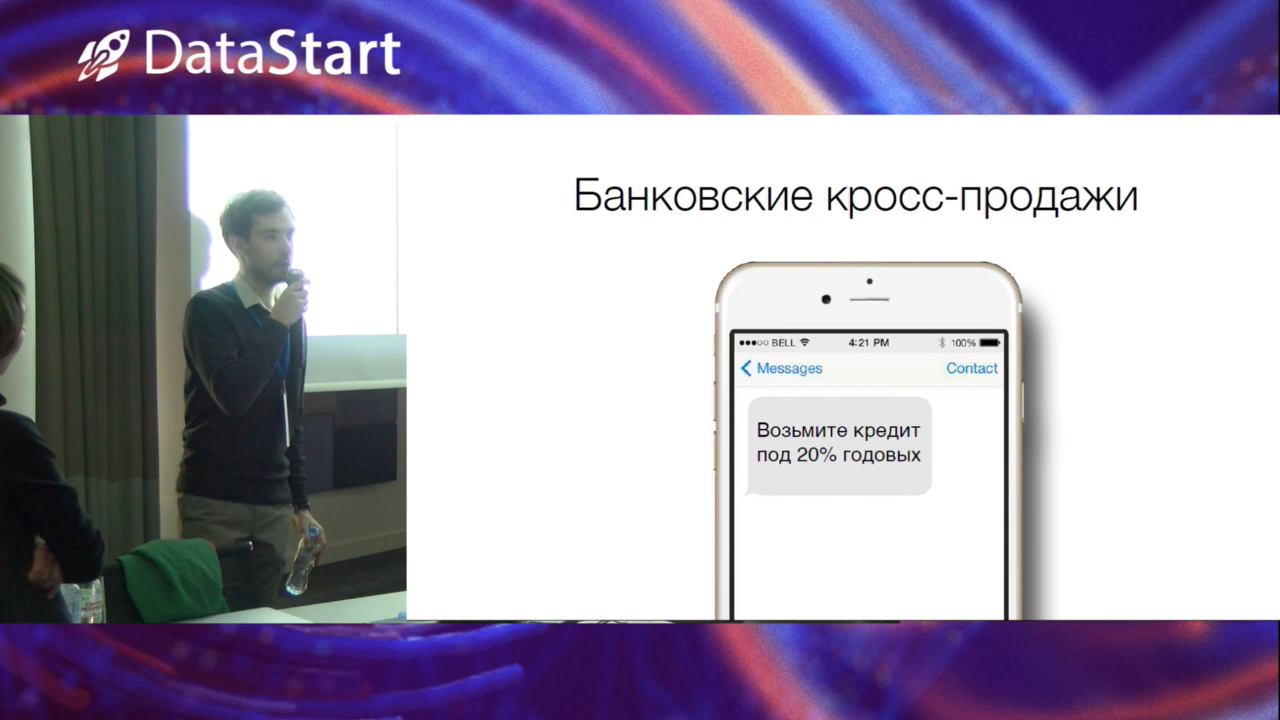 DataStart
Банковские кросс-продажи
BELL 4:21 PM 100%
Messages Contact
Возьмите кредит
под 20% годовых